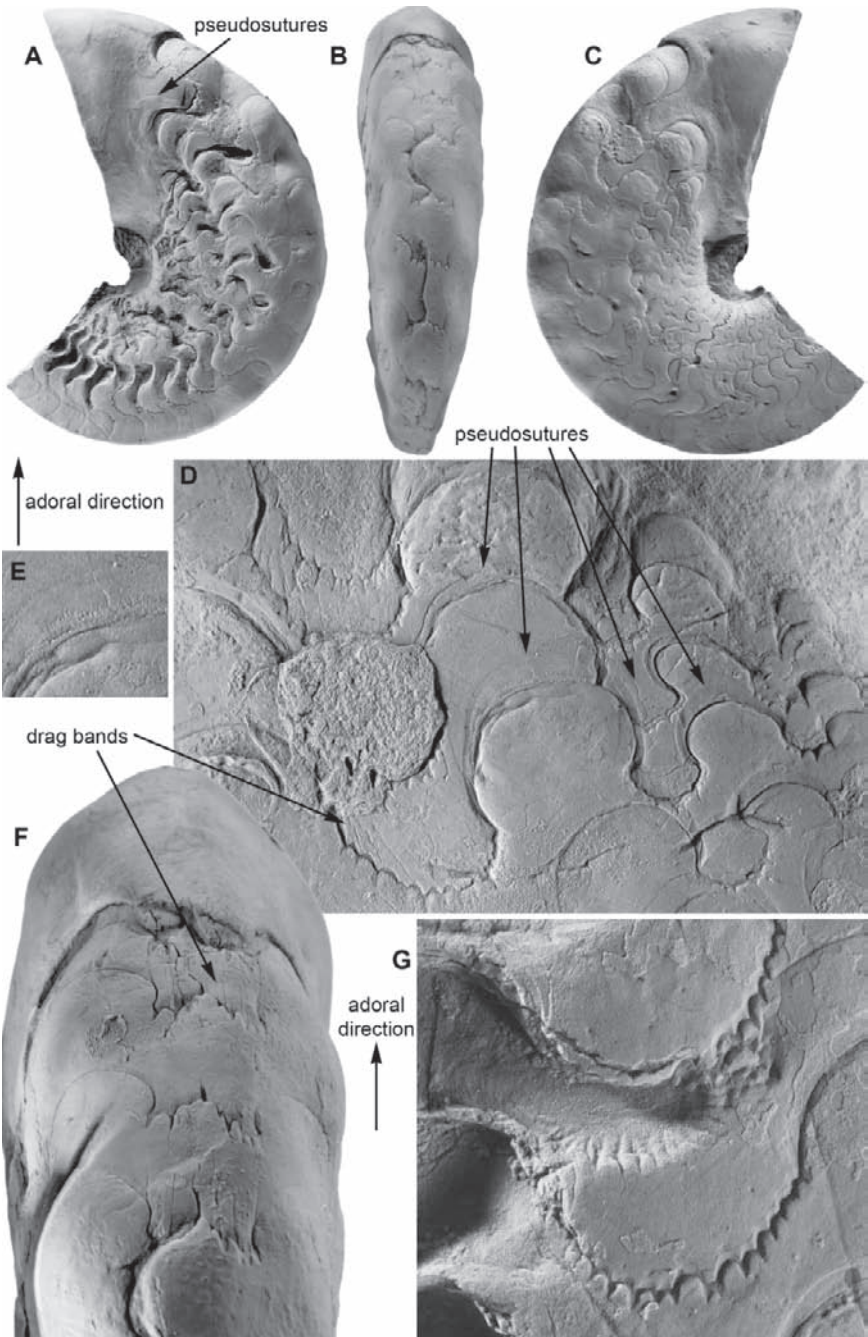 pseudosutures
A
B
C
pseudosutures
adoral direction
D
E
drag bands
F
G
adoral
direction